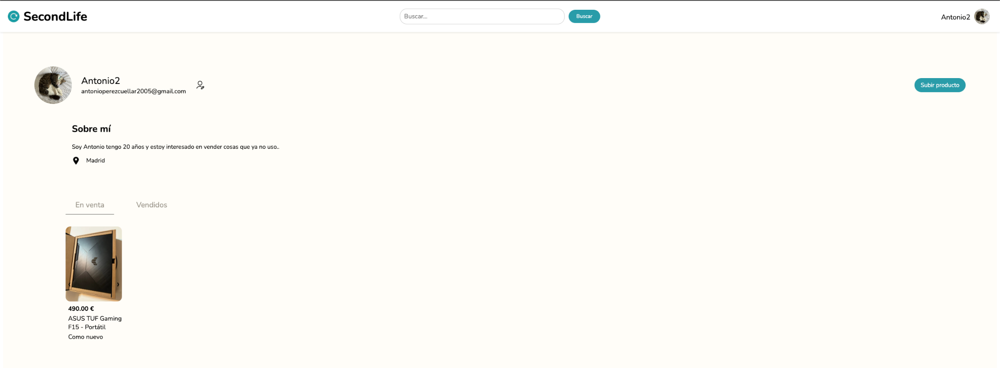 SecondLife
Buscar...
Buscar
Antonio2
Antonio2
antonioperezcuellar2005@gmail.com
Subir producto
Sobre mí
Soy Antonio tengo 20 años y estoy interesado en vender cosas que ya no uso..
Madrid
En venta
Vendidos
490.00 €
ASUS TUF Gaming
F15 - Portátil
Como nuevo